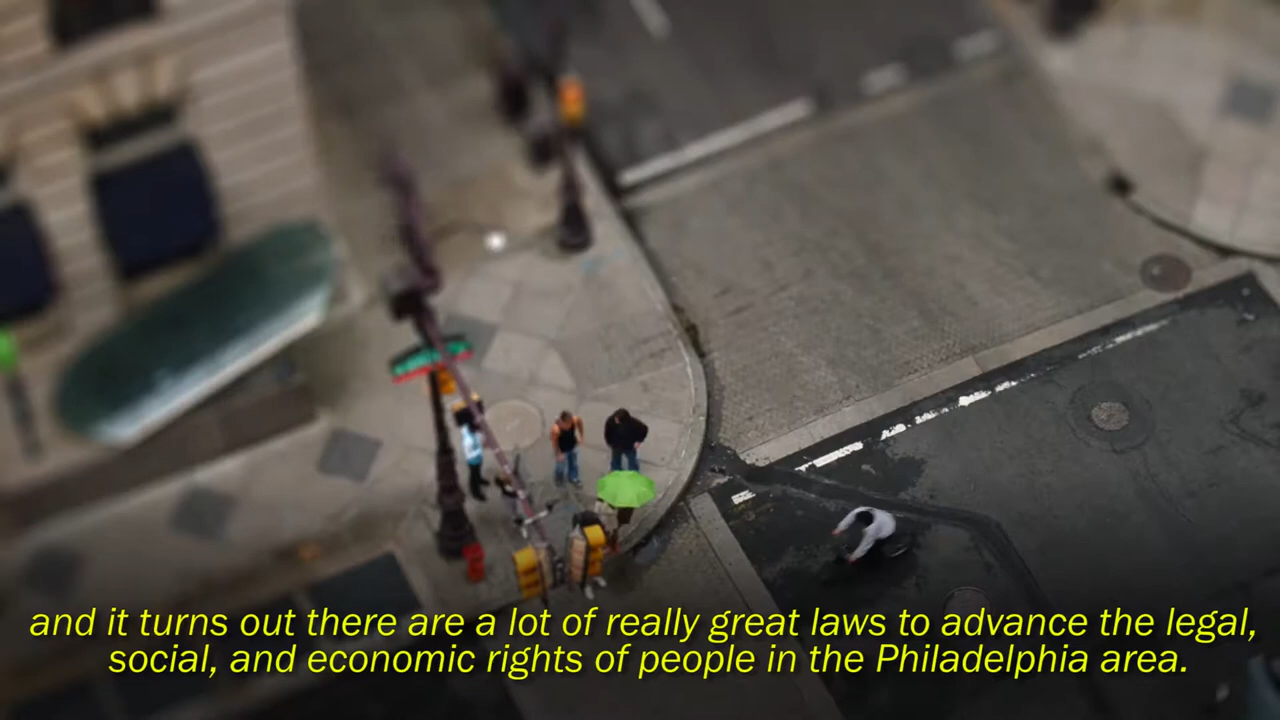 and it turns out there are a lot of really great laws to advance the legal,
social, and economic rights of people in the Philadelphia area.